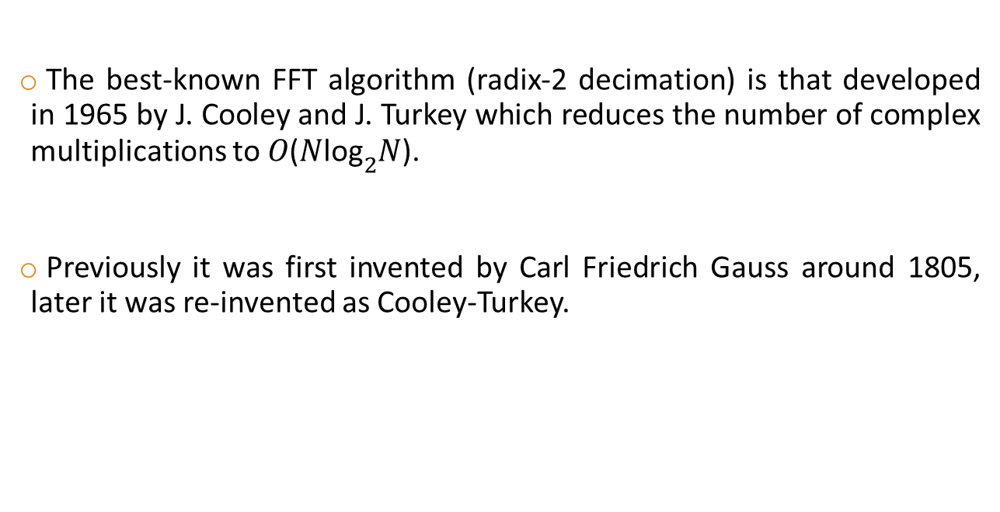 ○ The best-known FFT algorithm (radix-2 decimation) is that developed
in 1965 by J. Cooley and J. Turkey which reduces the number of complex
multiplications to O(Nlog₂N).
○ Previously it was first invented by Carl Friedrich Gauss around 1805,
later it was re-invented as Cooley-Turkey.